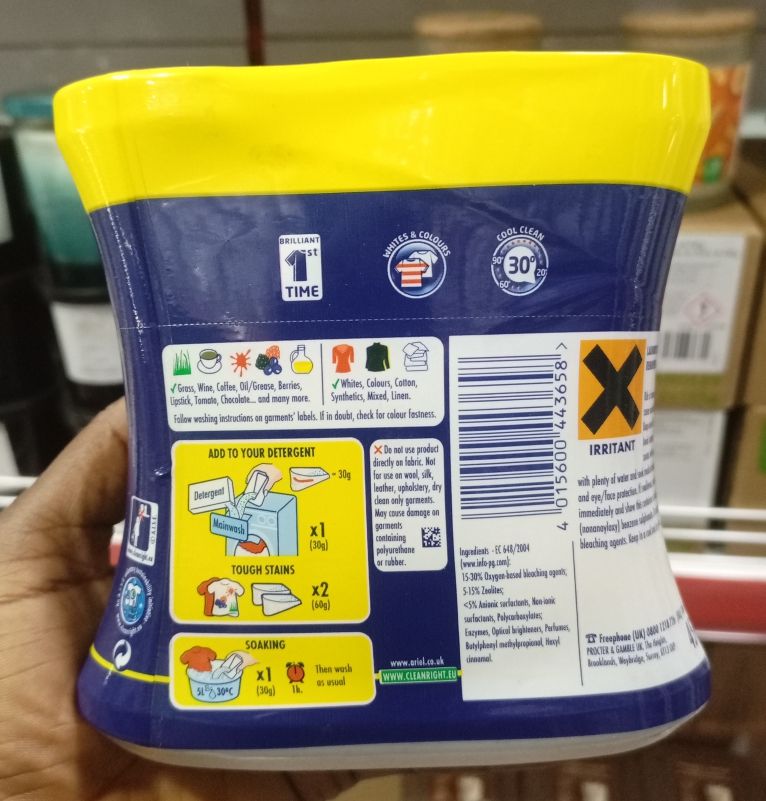 BRILLIANT
1st
TIME
WHITES & COLOURS
COOL CLEAN
90° 30° 20°
60°
✓Grass, Wine, Coffee, Oil/Grease, Berries,
Lipstick, Tomato, Chocolate... and many more.
✓Whites, Colours, Cotton,
Synthetics, Mixed, Linen.
Follow washing instructions on garments' labels. If in doubt, check for colour fastness.
ADD TO YOUR DETERGENT
= 30g
Detergent
Mainwash
x1
(30g)
TOUGH STAINS
x2
(60g)
SOAKING
5L 30°C
x1
(30g)
1h.
Then wash
as usual
X Do not use product
directly on fabric. Not
for use on wool, silk,
leather, upholstery, dry
clean only garments.
May cause damage on
garments
containing
polyurethane
or rubber.
www.ariel.co.uk
WWW.CLEANRIGHT.EU
4 015600 443658 >
Ingredients - EC 648/2004
(www.info-pg.com):
15-30% Oxygen-based bleaching agents,
5-15% Zeolites;
<5% Anionic surfactants, Non-ionic
surfactants, Polycarboxylates;
Enzymes, Optical brighteners, Perfumes,
Butylphenyl methylpropional, Hexyl
cinnamal.
IRRITANT
with plenty of water and
and eye/face protection. If
immediately and show this
(nonanoyloxy) benzene
bleaching agents. Keep in a
Freephone (UK) 0800
PROCTER & GAMBLE UK, The Heights,
Brooklands, Weybridge, Surrey, KT13 0XP
A.I.S.E.